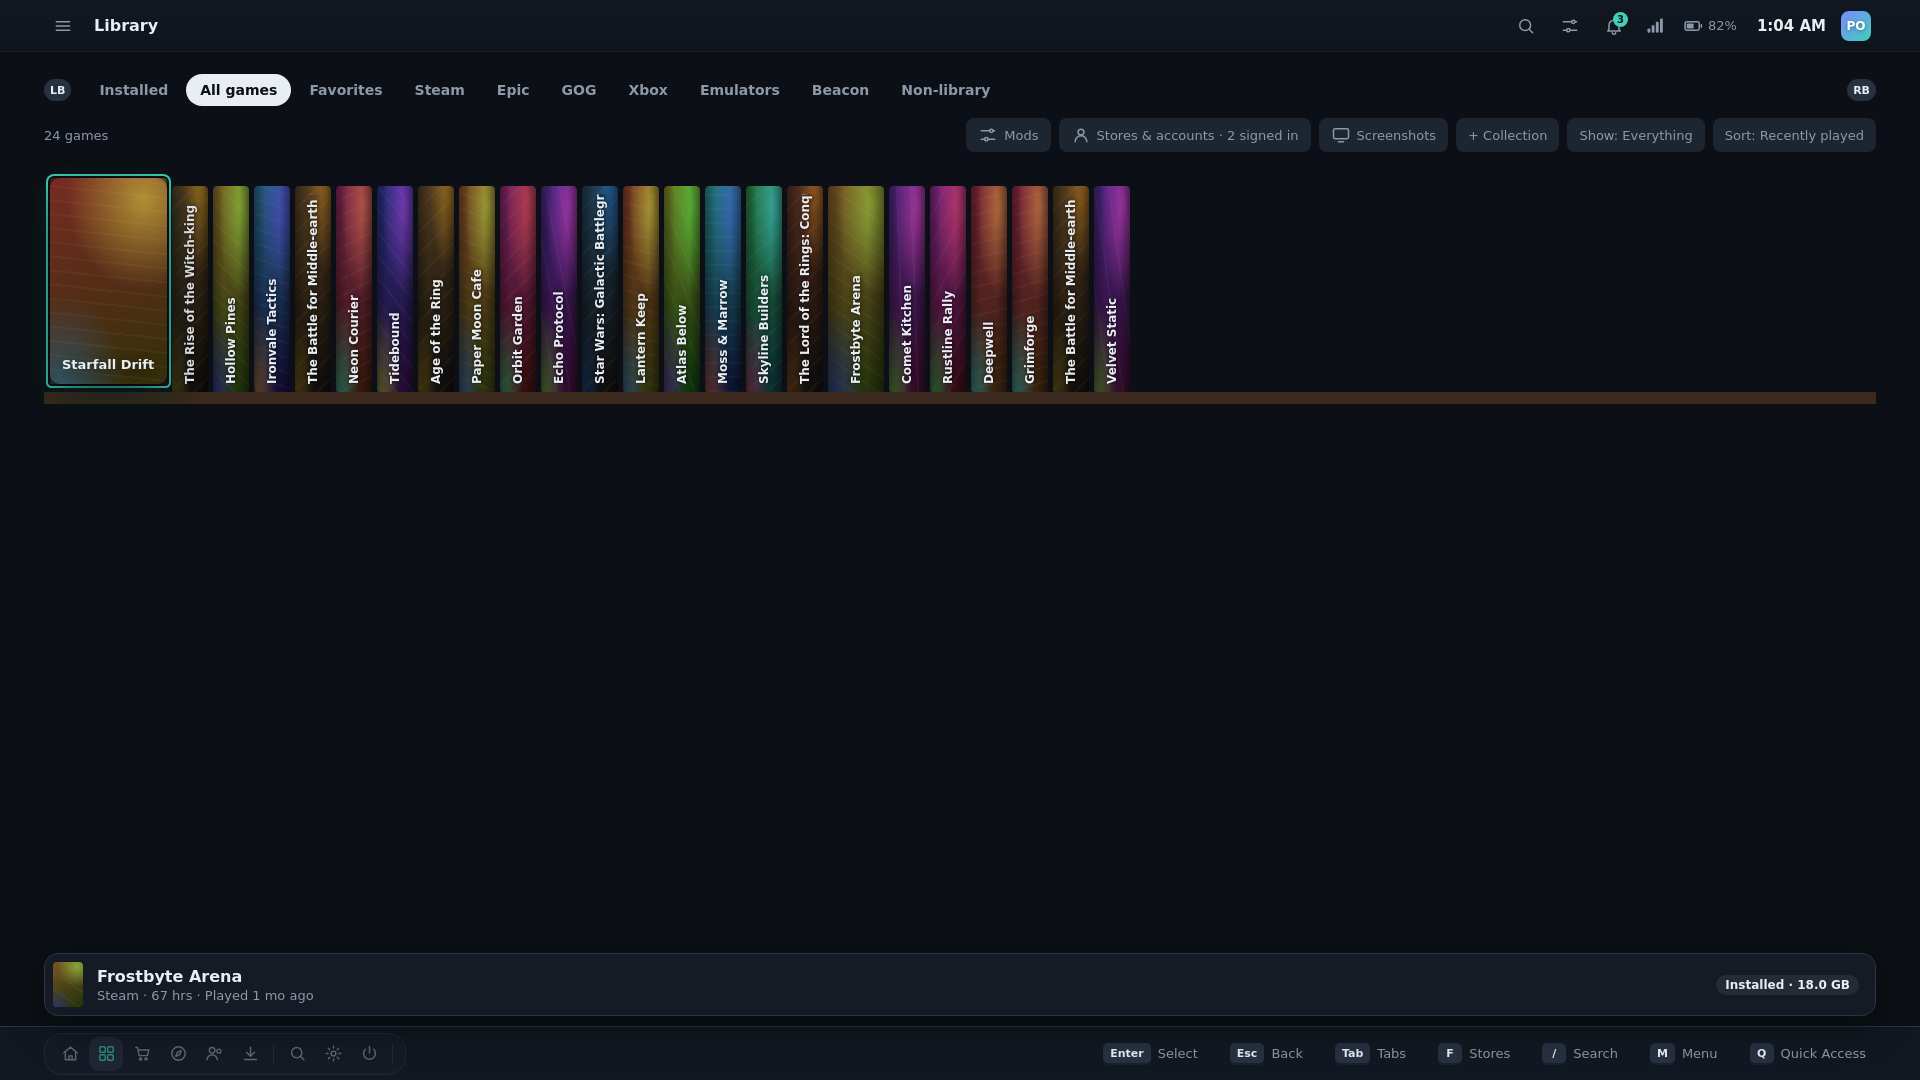 Library
3
82%
1:04 AM
PO
LB
Installed
All games
Favorites
Steam
Epic
GOG
Xbox
Emulators
Beacon
Non-library
RB
24 games
Mods
Stores & accounts · 2 signed in
Screenshots
+ Collection
Show: Everything
Sort: Recently played
Starfall Drift
The Rise of the Witch-king
Hollow Pines
Ironvale Tactics
The Battle for Middle-earth
Neon Courier
Tidebound
Age of the Ring
Paper Moon Cafe
Orbit Garden
Echo Protocol
Star Wars: Galactic Battlegr
Lantern Keep
Atlas Below
Moss & Marrow
Skyline Builders
The Lord of the Rings: Conq
Frostbyte Arena
Comet Kitchen
Rustline Rally
Deepwell
Grimforge
The Battle for Middle-earth
Velvet Static
Frostbyte Arena
Steam · 67 hrs · Played 1 mo ago
Installed · 18.0 GB
Enter Select
Esc Back
Tab Tabs
F Stores
/ Search
M Menu
Q Quick Access